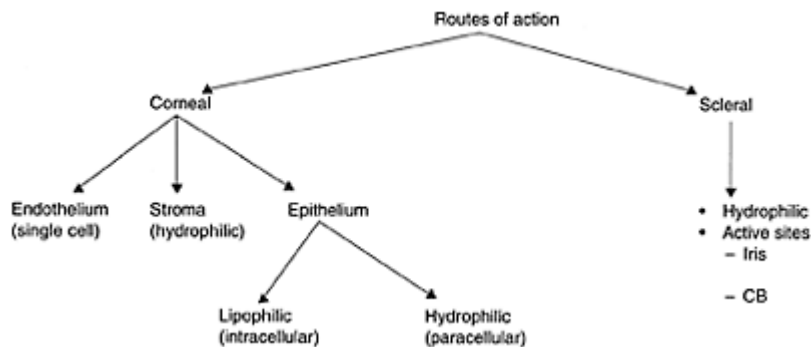 Routes of action
Corneal
Scleral
Endothelium
(single cell)
Stroma
(hydrophilic)
Epithelium
• Hydrophilic
• Active sites
– Iris
– CB
Lipophilic
(intracellular)
Hydrophilic
(paracellular)